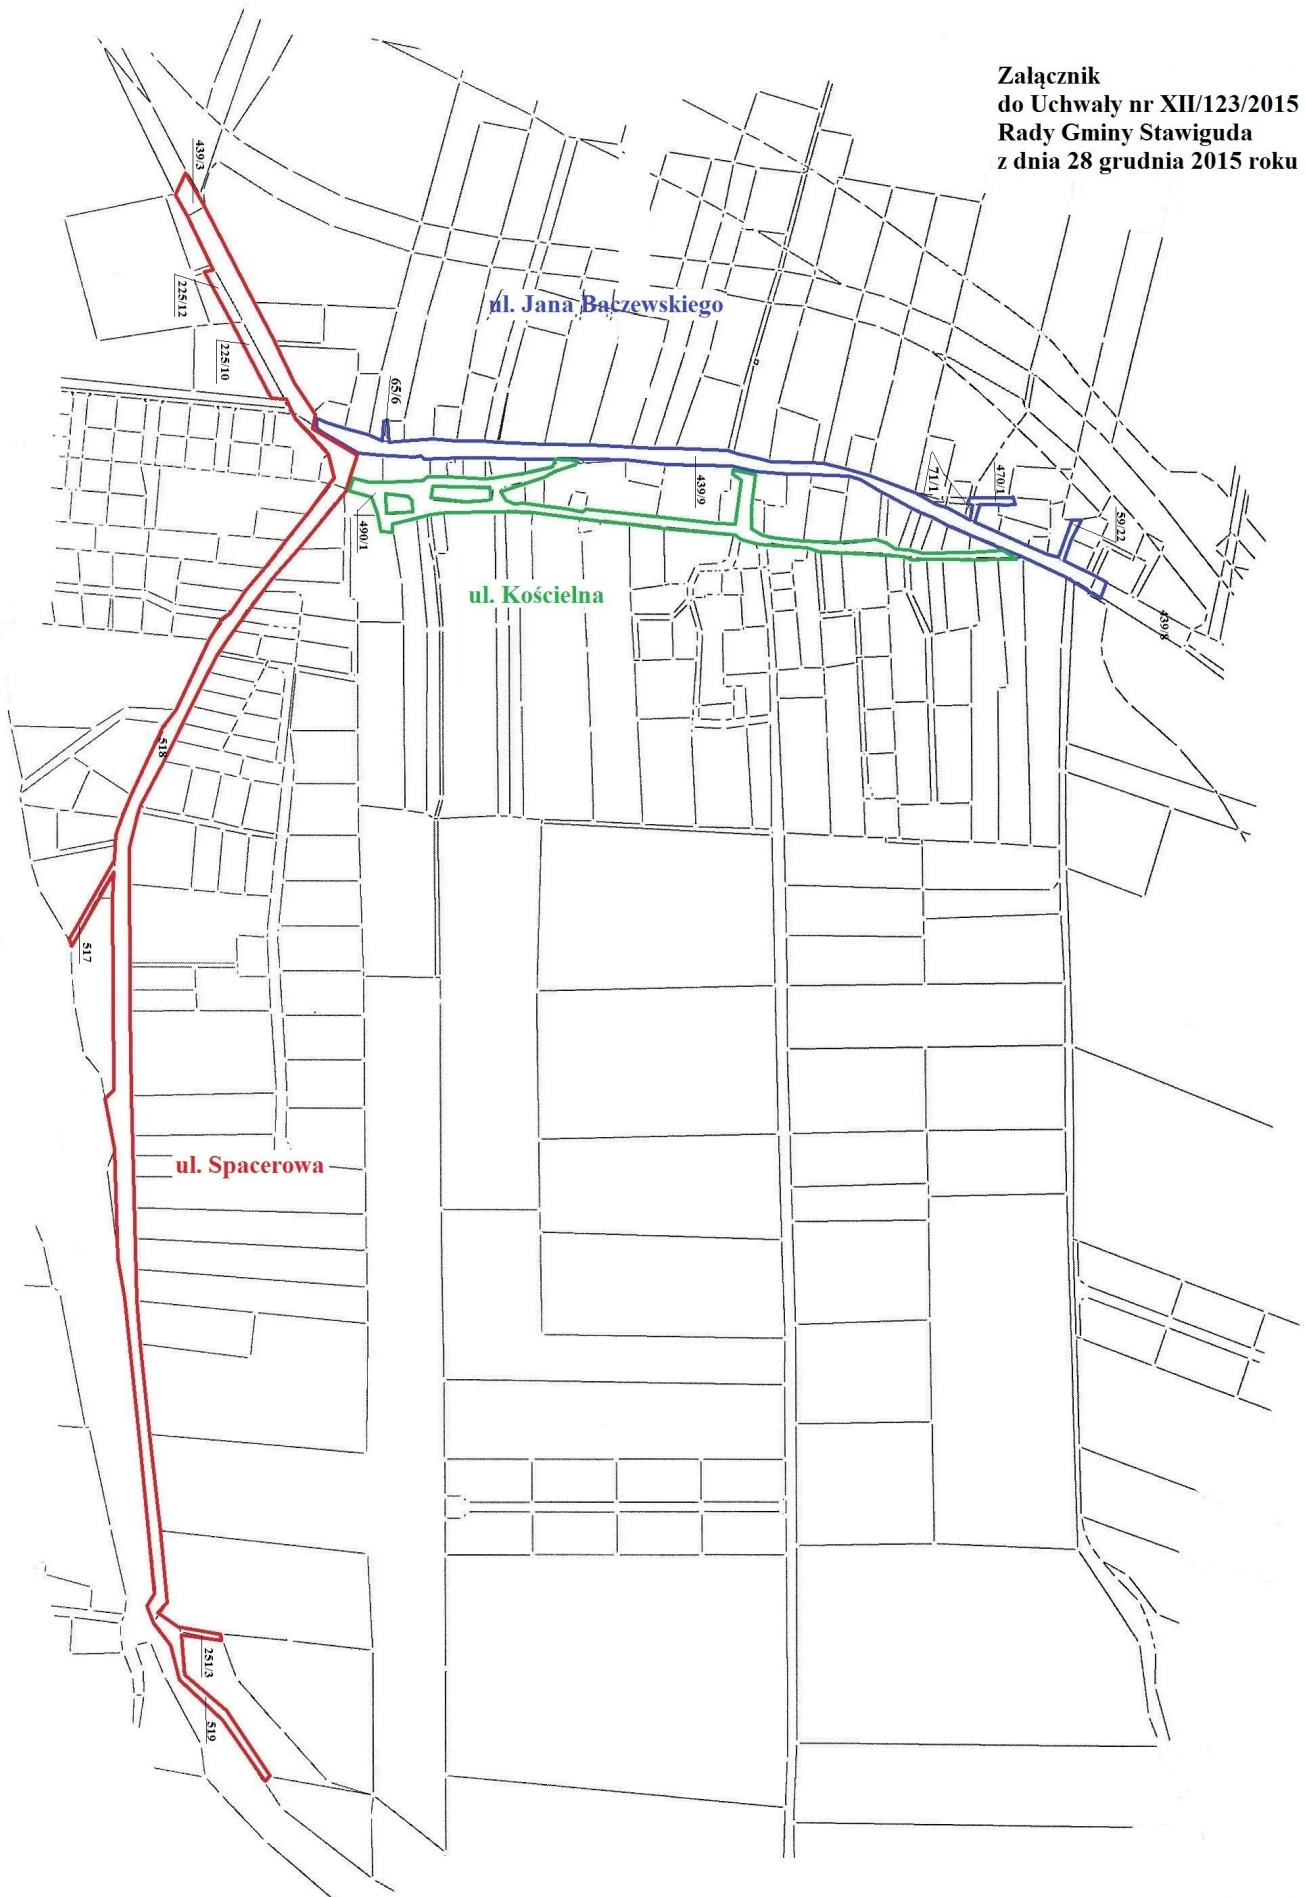 Załącznik
do Uchwały nr XII/123/2015
Rady Gminy Stawiguda
z dnia 28 grudnia 2015 roku
439/3
225/12
ul. Jana Bączewskiego
225/10
65/6
439/9
71/1
470/1
59/22
490/1
ul. Kościelna
439/8
518
517
ul. Spacerowa
251/3
519